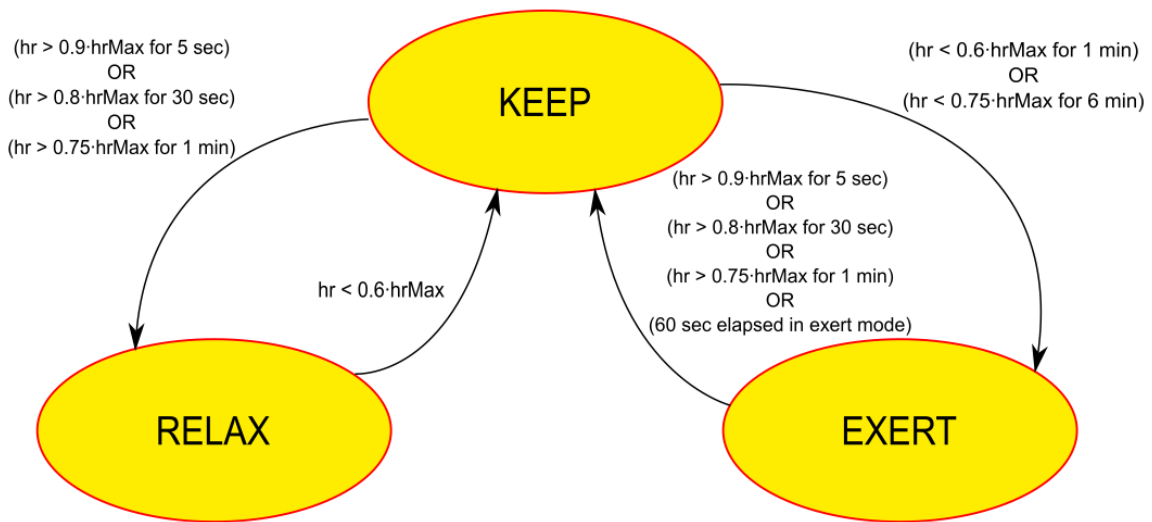 (hr > 0.9·hrMax for 5 sec)
OR
(hr > 0.8·hrMax for 30 sec)
OR
(hr > 0.75·hrMax for 1 min)
KEEP
(hr < 0.6·hrMax for 1 min)
OR
(hr < 0.75·hrMax for 6 min)
(hr > 0.9·hrMax for 5 sec)
OR
(hr > 0.8·hrMax for 30 sec)
OR
(hr > 0.75·hrMax for 1 min)
OR
(60 sec elapsed in exert mode)
hr < 0.6·hrMax
RELAX
EXERT